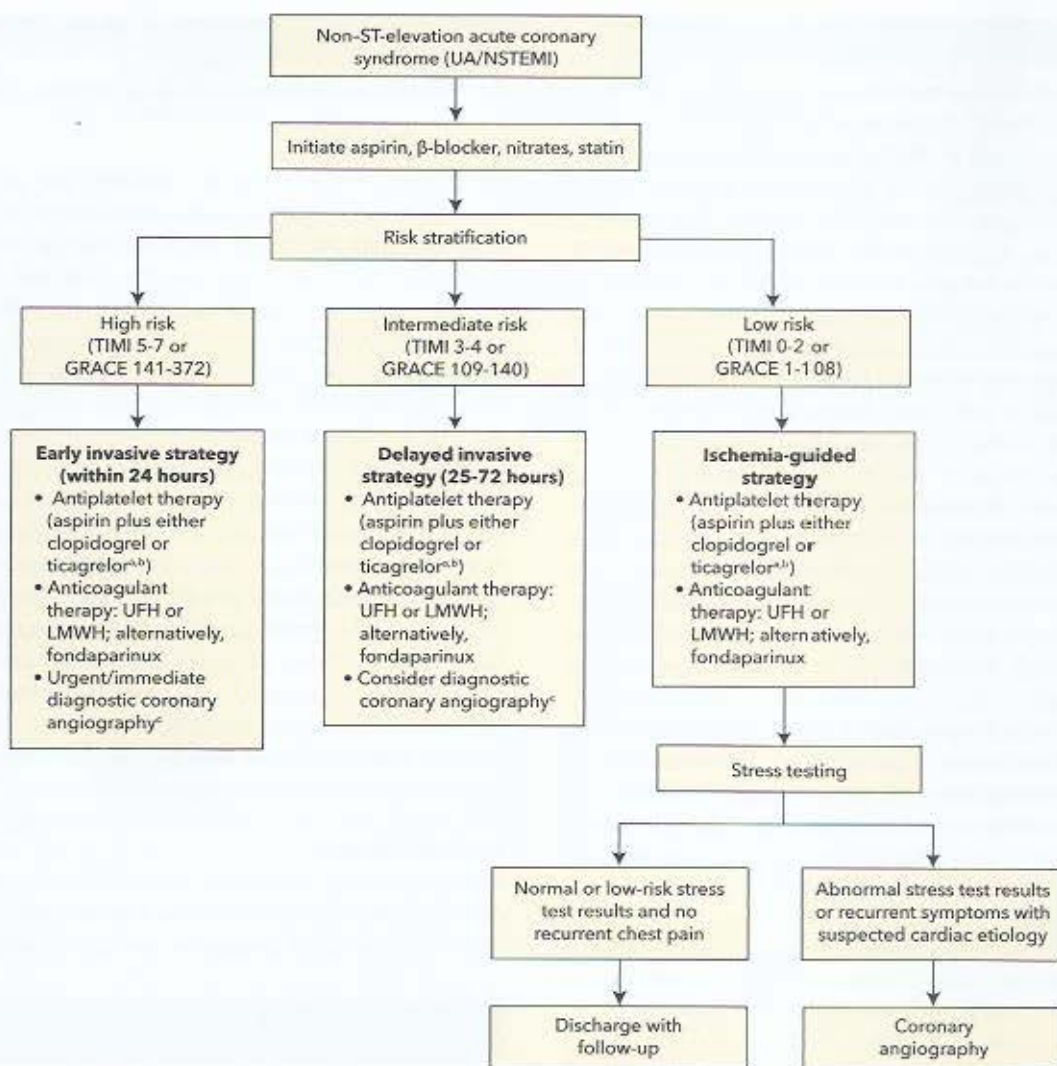 Non-ST-elevation acute coronary
syndrome (UA/NSTEMI)
Initiate aspirin, β-blocker, nitrates, statin
Risk stratification
High risk
(TIMI 5-7 or
GRACE 141-372)
Intermediate risk
(TIMI 3-4 or
GRACE 109-140)
Low risk
(TIMI 0-2 or
GRACE 1-108)
Early invasive strategy
(within 24 hours)
• Antiplatelet therapy
(aspirin plus either
clopidogrel or
ticagrelorᵃ,ᵇ)
• Anticoagulant
therapy: UFH or
LMWH; alternatively,
fondaparinux
• Urgent/immediate
diagnostic coronary
angiographyᶜ
Delayed invasive
strategy (25-72 hours)
• Antiplatelet therapy
(aspirin plus either
clopidogrel or
ticagrelorᵃ,ᵇ)
• Anticoagulant therapy:
UFH or LMWH;
alternatively,
fondaparinux
• Consider diagnostic
coronary angiographyᶜ
Ischemia-guided
strategy
• Antiplatelet therapy
(aspirin plus either
clopidogrel or
ticagrelorᵃ,ᵇ)
• Anticoagulant
therapy: UFH or
LMWH; alternatively,
fondaparinux
Stress testing
Normal or low-risk stress
test results and no
recurrent chest pain
Abnormal stress test results
or recurrent symptoms with
suspected cardiac etiology
Discharge with
follow-up
Coronary
angiography